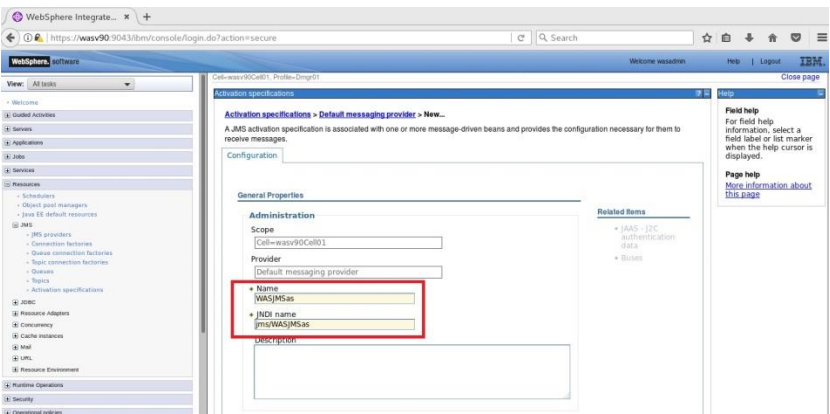 WebSphere Integrate... × +
https://wasv90:9043/ibm/console/login.do?action=secure
Search
WebSphere. software
Welcome wasadmin
Help | Logout
IBM.
View: All tasks
Cell=wasv90Cell01, Profile=Dmgr01
Close page
Welcome
Guided Activities
Servers
Applications
Jobs
Services
Resources
Schedulers
Object pool managers
Java EE default resources
JMS
JMS providers
Connection factories
Queue connection factories
Topic connection factories
Queues
Topics
Activation specifications
JDBC
Resource Adapters
Concurrency
Cache instances
Mail
URL
Resource Environment
Runtime Operations
Security
Operational policies
Activation specifications
Activation specifications > Default messaging provider > New...
A JMS activation specification is associated with one or more message-driven beans and provides the configuration necessary for them to
receive messages.
Configuration
General Properties
Administration
Scope
Cell=wasv90Cell01
Provider
Default messaging provider
Name
WASJMSas
JNDI name
jms/WASJMSas
Description
Related Items
JAAS - J2C
authentication
data
Buses
Help
Field help
For field help
information, select a
field label or list marker
when the help cursor is
displayed.
Page help
More information about
this page